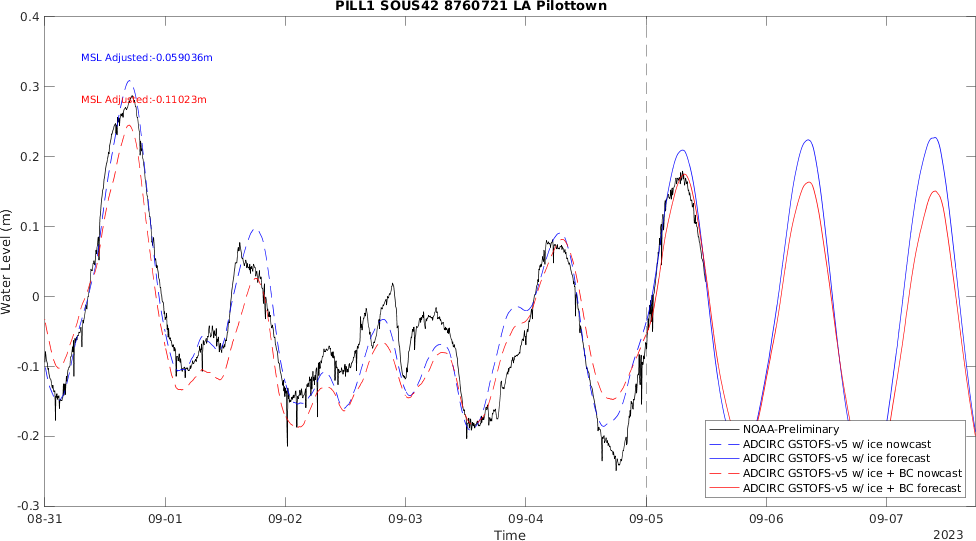 PILL1 SOUS42 8760721 LA Pilottown
MSL Adjusted:-0.059036m
MSL Adjusted:-0.11023m
Water Level (m)
0.4
0.3
0.2
0.1
0
-0.1
-0.2
-0.3
NOAA-Preliminary
ADCIRC GSTOFS-v5 w/ ice nowcast
ADCIRC GSTOFS-v5 w/ ice forecast
ADCIRC GSTOFS-v5 w/ ice + BC nowcast
ADCIRC GSTOFS-v5 w/ ice + BC forecast
08-31 09-01 09-02 09-03 09-04 09-05 09-06 09-07
Time
2023